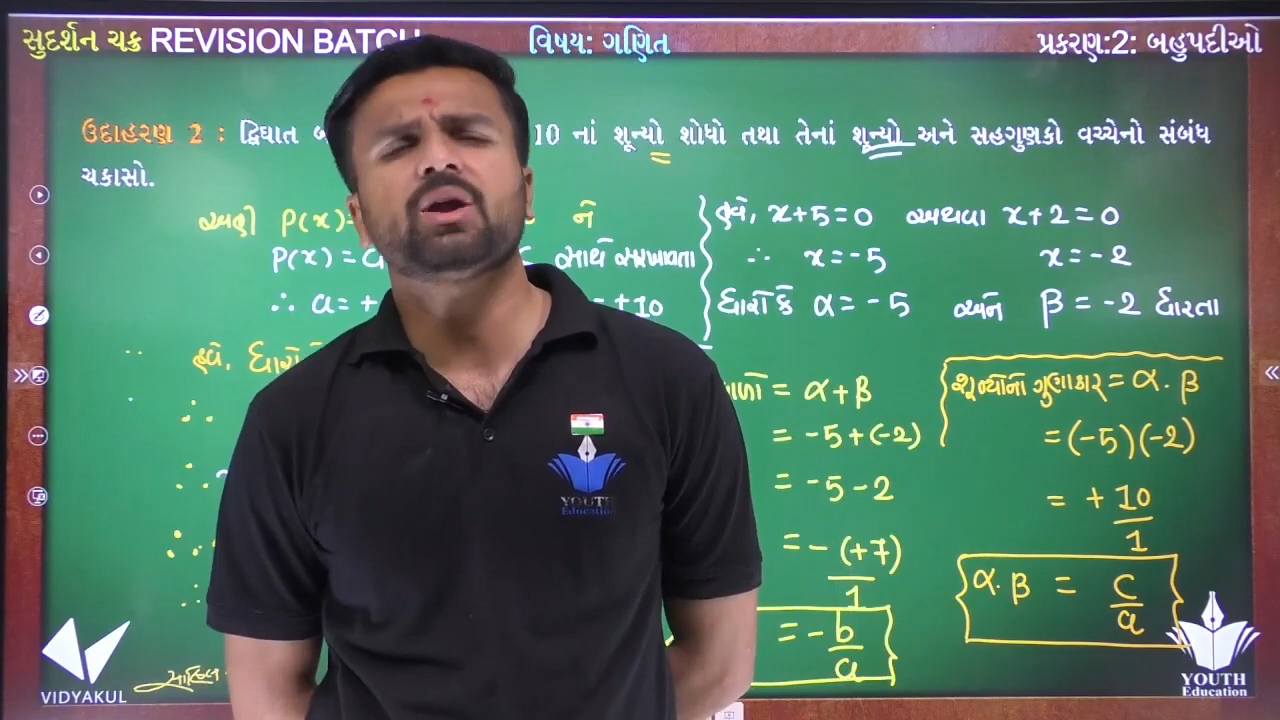 સુદર્શન ચક્ર REVISION BATCH વિષય: ગણિત પ્રકરણ:2: બહુપદીઓ
ઉદાહરણ 2 : દ્વિઘાત 10 નાં શૂન્યો શોધો તથા તેનાં શૂન્યો અને સહગુણકો વચ્ચેનો સંબંધ
ચકાસો.
અહીં P(x)= ને
P(x) = સાથે સરખાવતા
∴ a = + = +10
હવે, ધારો
હવે, x+5=0 અથવા x+2=0
∴ x=-5 x=-2
ધારો કે α = -5 અને β = -2 ધારતા
= α+β
= -5+(-2)
= -5-2
= -(+7)/1
= -b/a
શૂન્યોનો ગુણાકાર = α.β
=(-5)(-2)
= +10/1
α.β = c/a
YOUTH
Education
VIDYAKUL
YOUTH
Education